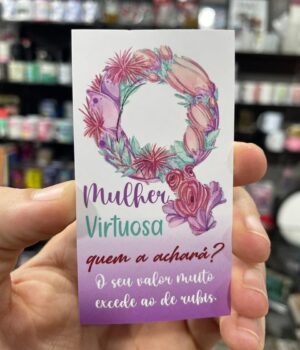 Mulher
Virtuosa
quem a achará?
O seu valor muito
excede ao de rubis.